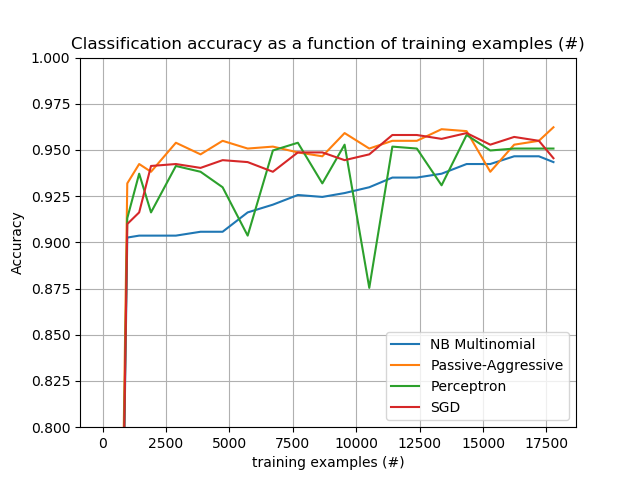 Classification accuracy as a function of training examples (#)
1.000
0.975
0.950
0.925
0.900
0.875
0.850
0.825
0.800
Accuracy
NB Multinomial
Passive-Aggressive
Perceptron
SGD
0 2500 5000 7500 10000 12500 15000 17500
training examples (#)